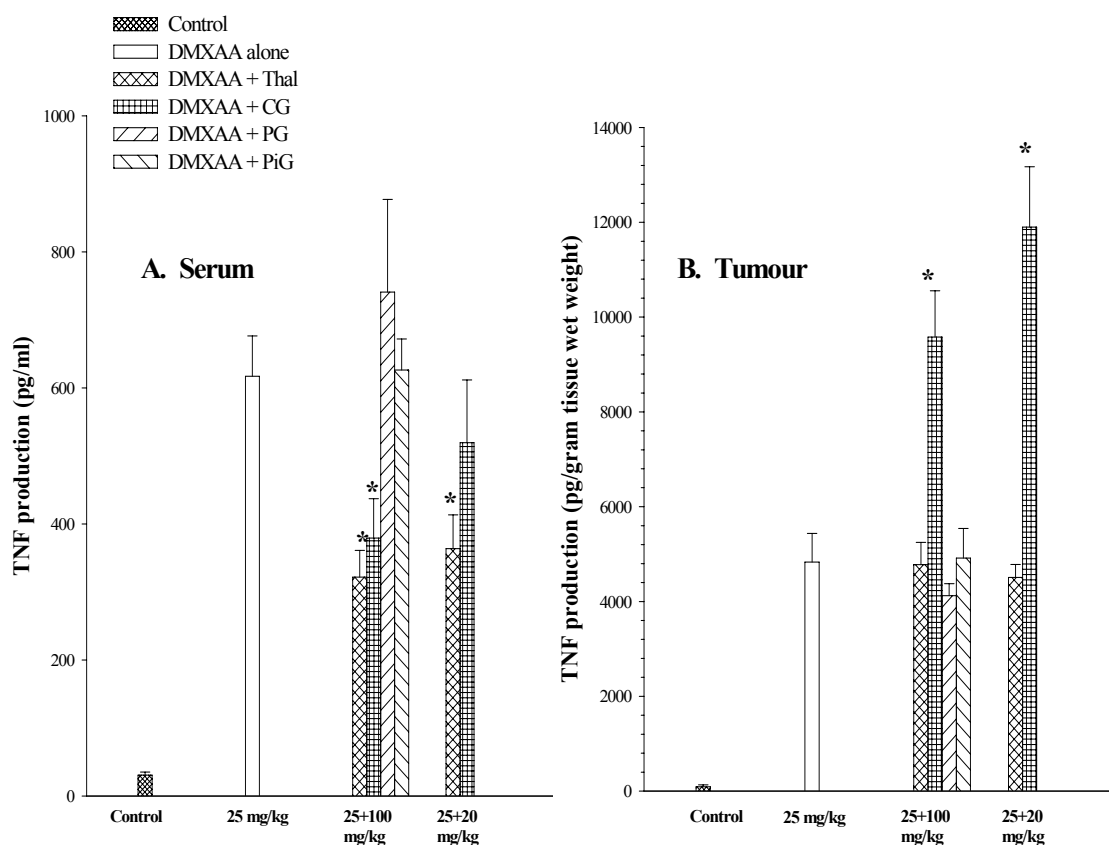 Control
DMXAA alone
DMXAA + Thal
DMXAA + CG
DMXAA + PG
DMXAA + PiG
TNF production (pg/ml)
1000
800
600
400
200
0
A. Serum
*
*
*
Control
25 mg/kg
25+100
mg/kg
25+20
mg/kg
TNF production (pg/gram tissue wet weight)
14000
12000
10000
8000
6000
4000
2000
0
B. Tumour
*
*
Control
25 mg/kg
25+100
mg/kg
25+20
mg/kg